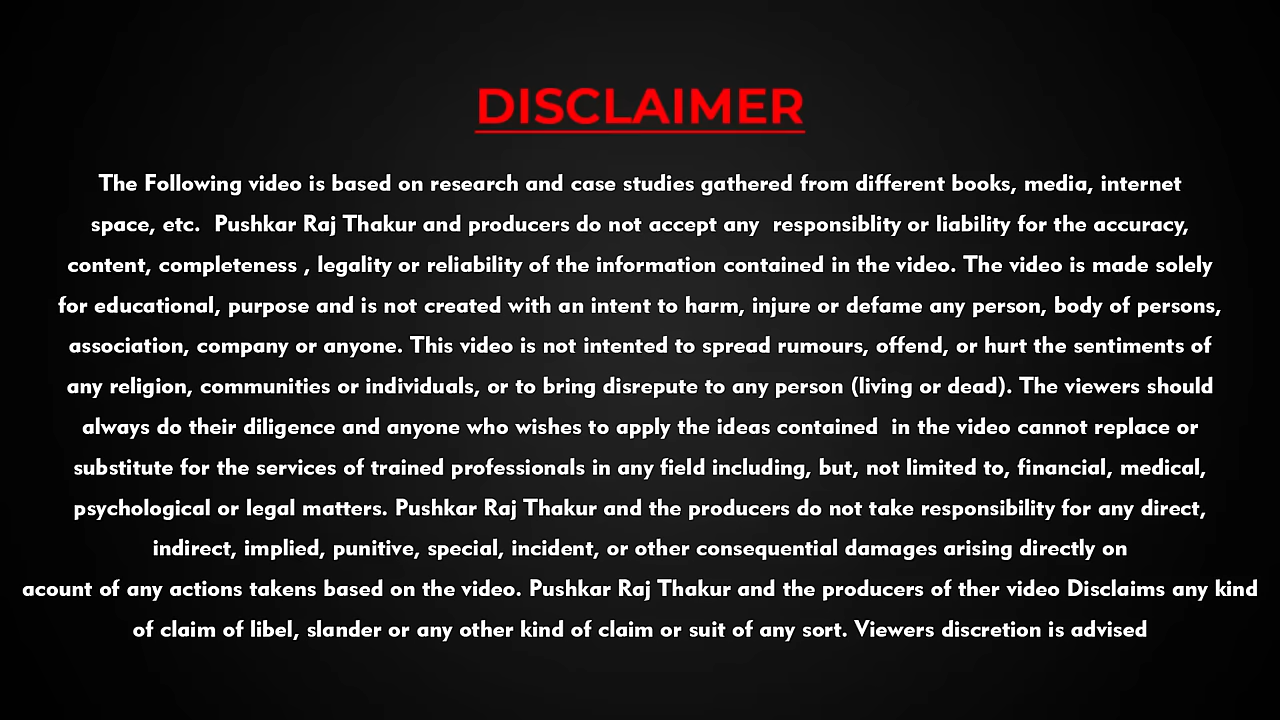 DISCLAIMER
The Following video is based on research and case studies gathered from different books, media, internet
space, etc.  Pushkar Raj Thakur and producers do not accept any  responsiblity or liability for the accuracy,
content, completeness , legality or reliability of the information contained in the video. The video is made solely
for educational, purpose and is not created with an intent to harm, injure or defame any person, body of persons,
association, company or anyone. This video is not intented to spread rumours, offend, or hurt the sentiments of
any religion, communities or individuals, or to bring disrepute to any person (living or dead). The viewers should
always do their diligence and anyone who wishes to apply the ideas contained  in the video cannot replace or
substitute for the services of trained professionals in any field including, but, not limited to, financial, medical,
psychological or legal matters. Pushkar Raj Thakur and the producers do not take responsibility for any direct,
indirect, implied, punitive, special, incident, or other consequential damages arising directly on
acount of any actions takens based on the video. Pushkar Raj Thakur and the producers of ther video Disclaims any kind
of claim of libel, slander or any other kind of claim or suit of any sort. Viewers discretion is advised